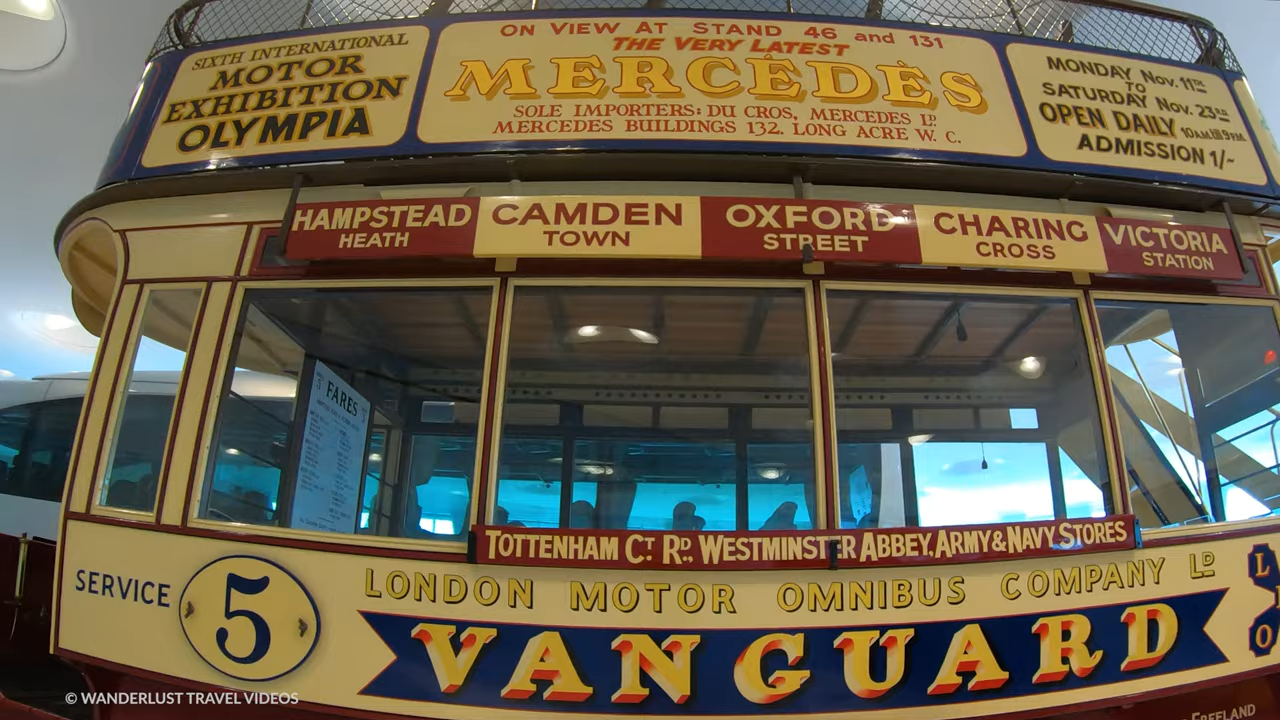 SIXTH INTERNATIONAL
MOTOR
EXHIBITION
OLYMPIA
ON VIEW AT STAND 46 and 131
THE VERY LATEST
MERCÉDÈS
SOLE IMPORTERS: DU CROS, MERCEDES LD
MERCEDES BUILDINGS 132. LONG ACRE W. C.
MONDAY Nov. 11TH
TO
SATURDAY Nov. 23RD
OPEN DAILY 10 A.M. till 9 P.M.
ADMISSION 1/~
HAMPSTEAD
HEATH
CAMDEN
TOWN
OXFORD
STREET
CHARING
CROSS
VICTORIA
STATION
FARES
TOTTENHAM CT. RD., WESTMINSTER ABBEY, ARMY & NAVY STORES
SERVICE
5
LONDON MOTOR OMNIBUS COMPANY LD
VANGUARD
L
O
FREELAND
© WANDERLUST TRAVEL VIDEOS